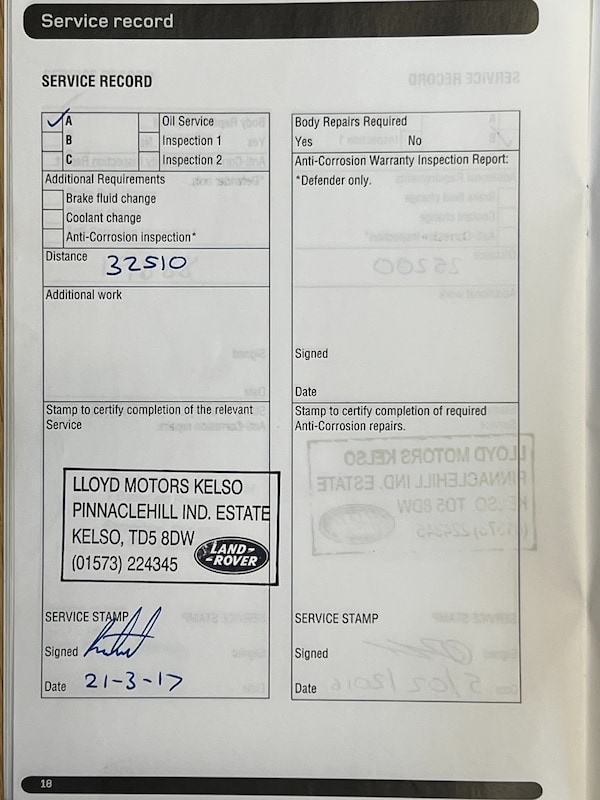 Service record
SERVICE RECORD
A Oil Service
B Inspection 1
C Inspection 2
Additional Requirements
Brake fluid change
Coolant change
Anti-Corrosion inspection*
Distance 32510
Additional work
Stamp to certify completion of the relevant
Service
LLOYD MOTORS KELSO
PINNACLEHILL IND. ESTATE
KELSO, TD5 8DW
(01573) 224345
LAND-
-ROVER
SERVICE STAMP
Signed
Date 21-3-17
Body Repairs Required
Yes No
Anti-Corrosion Warranty Inspection Report:
*Defender only.
Signed
Date
Stamp to certify completion of required
Anti-Corrosion repairs.
SERVICE STAMP
Signed
Date
18